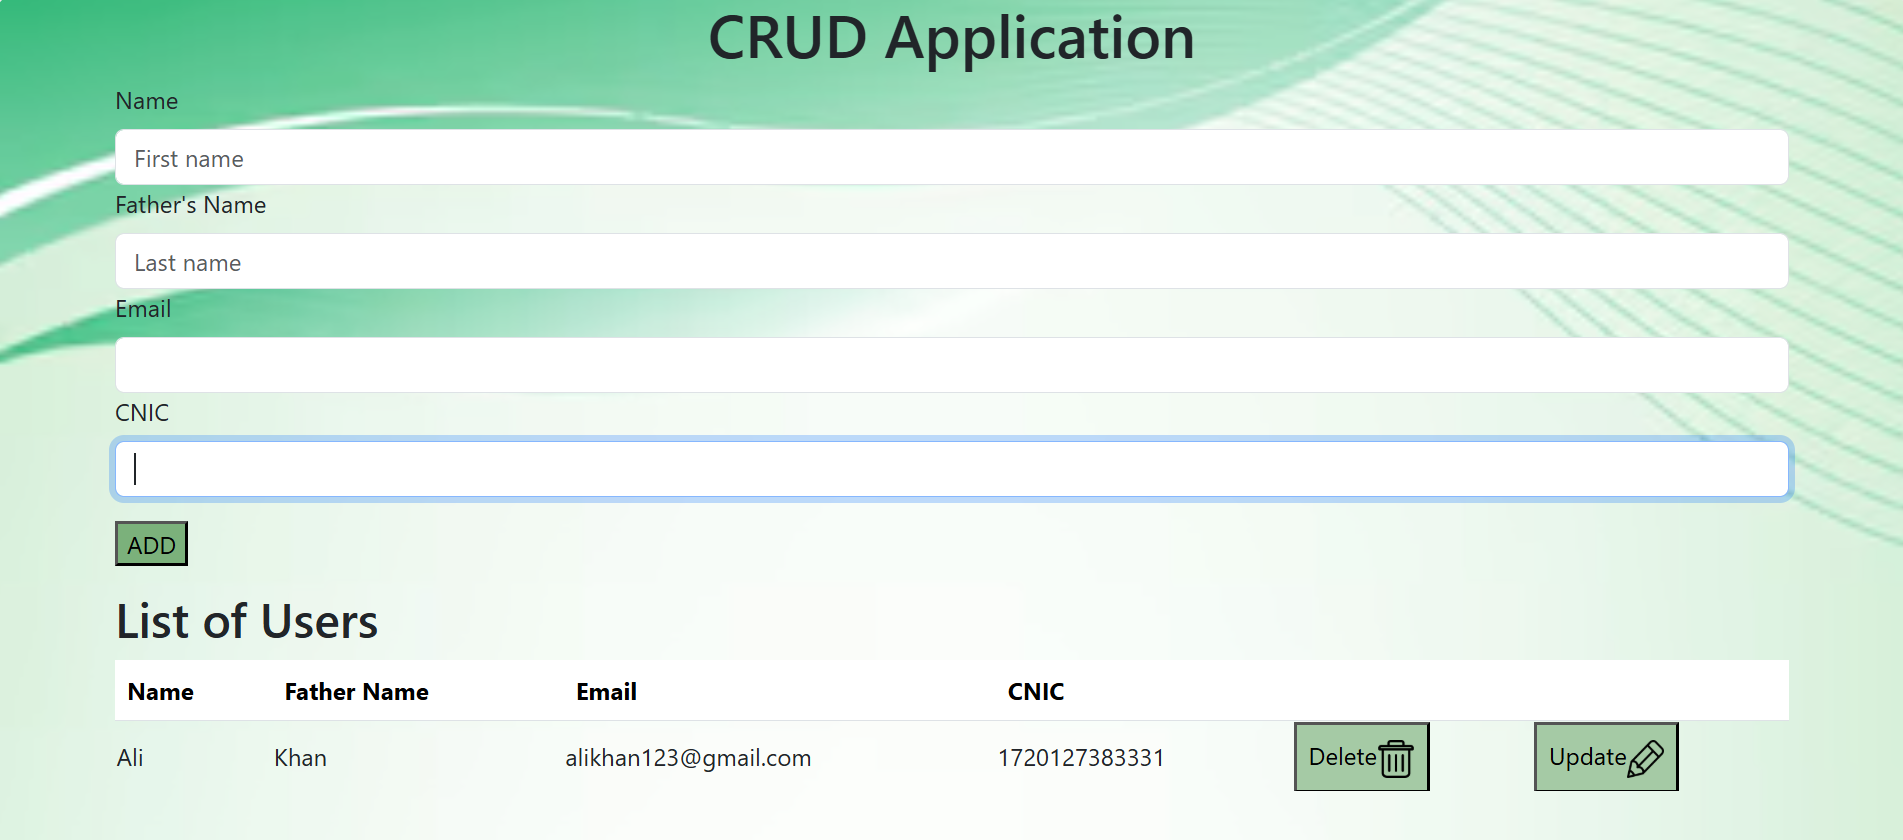 CRUD Application
Name
First name
Father's Name
Last name
Email
CNIC
ADD
List of Users
Name Father Name Email CNIC
Ali Khan alikhan123@gmail.com 1720127383331 Delete Update